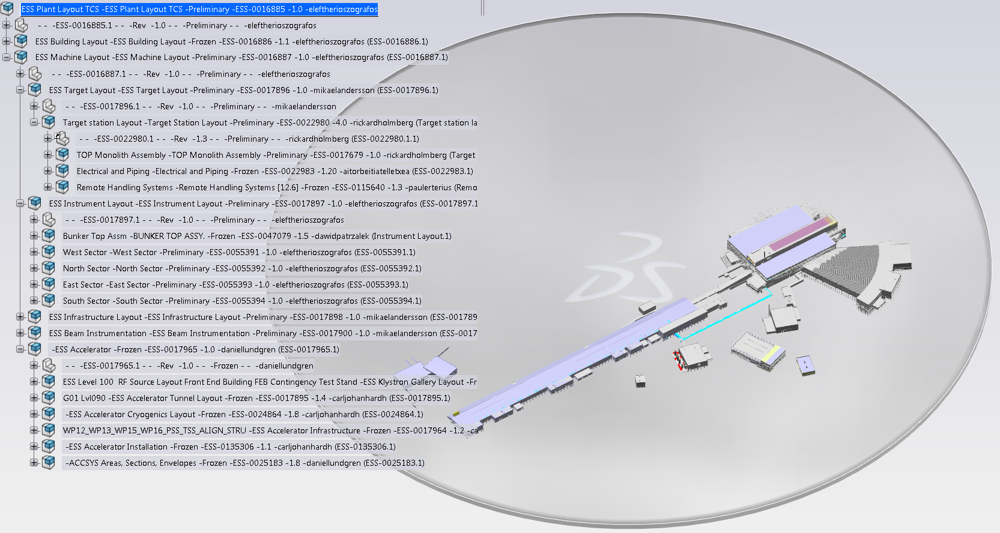 ESS Plant Layout TCS -ESS Plant Layout TCS -Preliminary -ESS-0016885 -1.0 -eleftherioszografos
- - -ESS-0016885.1 - - -Rev -1.0 - - -Preliminary - - -eleftherioszografos
ESS Building Layout -ESS Building Layout -Frozen -ESS-0016886 -1.1 -eleftherioszografos (ESS-0016886.1)
ESS Machine Layout -ESS Machine Layout -Preliminary -ESS-0016887 -1.0 -eleftherioszografos (ESS-0016887.1)
- - -ESS-0016887.1 - - -Rev -1.0 - - -Preliminary - - -eleftherioszografos
ESS Target Layout -ESS Target Layout -Preliminary -ESS-0017896 -1.0 -mikaelandersson (ESS-0017896.1)
- - -ESS-0017896.1 - - -Rev -1.0 - - -Preliminary - - -mikaelandersson
Target station Layout -Target Station Layout -Preliminary -ESS-0022980 -4.0 -rickardholmberg (Target station la
- - -ESS-0022980.1 - - -Rev -1.3 - - -Preliminary - - -rickardholmberg (ESS-0022980.1.1)
TOP Monolith Assembly -TOP Monolith Assembly -Preliminary -ESS-0017679 -1.0 -rickardholmberg (Target
Electrical and Piping -Electrical and Piping -Frozen -ESS-0022983 -1.20 -aitorbeitiatelletxea (ESS-0022983.1)
Remote Handling Systems -Remote Handling Systems [12.6] -Frozen -ESS-0115640 -1.3 -paulerterius (Remo
ESS Instrument Layout -ESS Instrument Layout -Preliminary -ESS-0017897 -1.0 -eleftherioszografos (ESS-0017897.1
- - -ESS-0017897.1 - - -Rev -1.0 - - -Preliminary - - -eleftherioszografos
Bunker Top Assm -BUNKER TOP ASSY. -Frozen -ESS-0047079 -1.5 -dawidpatrzalek (Instrument Layout.1)
West Sector -West Sector -Preliminary -ESS-0055391 -1.0 -eleftherioszografos (ESS-0055391.1)
North Sector -North Sector -Preliminary -ESS-0055392 -1.0 -eleftherioszografos (ESS-0055392.1)
East Sector -East Sector -Preliminary -ESS-0055393 -1.0 -eleftherioszografos (ESS-0055393.1)
South Sector -South Sector -Preliminary -ESS-0055394 -1.0 -eleftherioszografos (ESS-0055394.1)
ESS Infrastructure Layout -ESS Infrastructure Layout -Preliminary -ESS-0017898 -1.0 -mikaelandersson (ESS-001789
ESS Beam Instrumentation -ESS Beam Instrumentation -Preliminary -ESS-0017900 -1.0 -mikaelandersson (ESS-0017
-ESS Accelerator -Frozen -ESS-0017965 -1.0 -daniellundgren (ESS-0017965.1)
- - -ESS-0017965.1 - - -Rev -1.0 - - -Frozen - - -daniellundgren
ESS Level 100 RF Source Layout Front End Building FEB Contingency Test Stand -ESS Klystron Gallery Layout -Fr
G01 Lvl090 -ESS Accelerator Tunnel Layout -Frozen -ESS-0017895 -1.4 -carljohanhardh (ESS-0017895.1)
-ESS Accelerator Cryogenics Layout -Frozen -ESS-0024864 -1.8 -carljohanhardh (ESS-0024864.1)
WP12_WP13_WP15_WP16_PSS_TSS_ALIGN_STRU -ESS Accelerator Infrastructure -Frozen -ESS-0017964 -1.2 -ca
-ESS Accelerator Installation -Frozen -ESS-0135306 -1.1 -carljohanhardh (ESS-0135306.1)
-ACCSYS Areas, Sections, Envelopes -Frozen -ESS-0025183 -1.8 -daniellundgren (ESS-0025183.1)